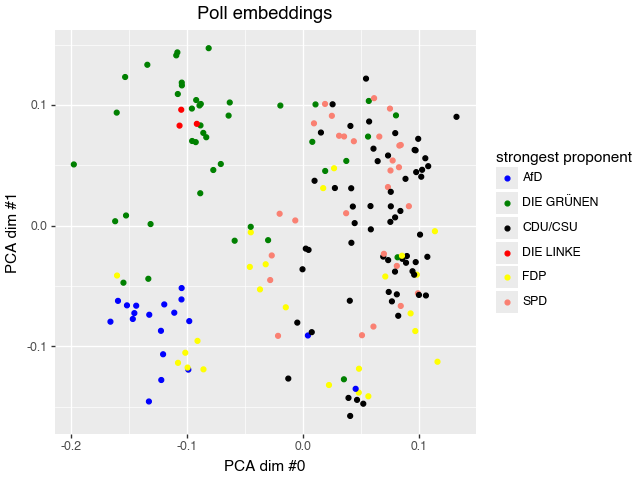 Poll embeddings
PCA dim #1
0.1
0.0
-0.1
-0.2
-0.1
0.0
0.1
PCA dim #0
strongest proponent
AfD
DIE GRÜNEN
CDU/CSU
DIE LINKE
FDP
SPD